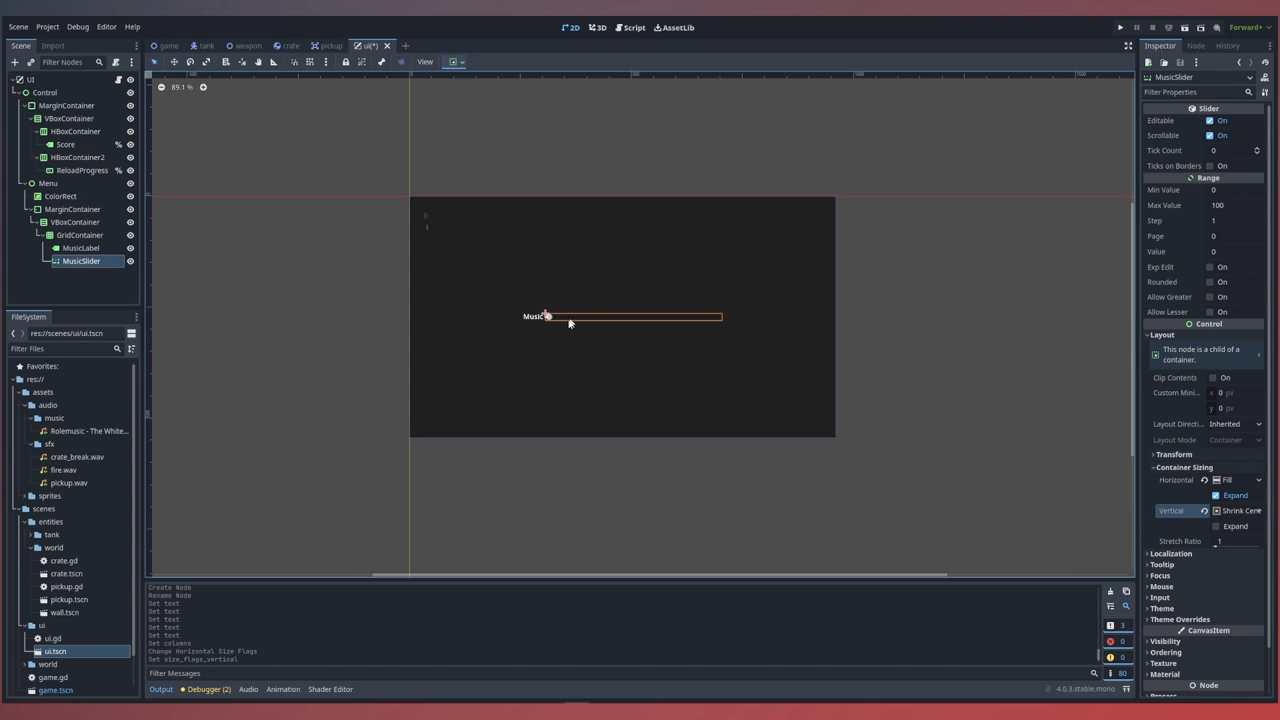 Scene Project Debug Editor Help
2D 3D Script AssetLib
Forward+
Scene Import
game tank weapon crate pickup ui(*)
Inspector Node History
Filter Nodes
View
MusicSlider
Filter Properties
89.1 %
UI
Control
MarginContainer
VBoxContainer
HBoxContainer
Score %
HBoxContainer2
ReloadProgress %
Menu
ColorRect
MarginContainer
VBoxContainer
GridContainer
MusicLabel
MusicSlider
FileSystem
res://scenes/ui/ui.tscn
Filter Files
Favorites:
res://
assets
audio
music
Rolemusic - The White...
sfx
crate_break.wav
fire.wav
pickup.wav
sprites
scenes
entities
tank
world
crate.gd
crate.tscn
pickup.gd
pickup.tscn
wall.tscn
ui
ui.gd
ui.tscn
world
game.gd
game.tscn
Music
Create Node
Rename Node
Set text
Set text
Set text
Set text
Set columns
Change Horizontal Size Flags
Set size_flags_vertical
Filter Messages
3
0
0
80
Output Debugger (2) Audio Animation Shader Editor
4.0.3.stable.mono
Slider
Editable On
Scrollable On
Tick Count 0
Ticks on Borders On
Range
Min Value 0
Max Value 100
Step 1
Page 0
Value 0
Exp Edit On
Rounded On
Allow Greater On
Allow Lesser On
Control
Layout
This node is a child of a
container.
Clip Contents On
Custom Mini... x 0 px
y 0 px
Layout Directi... Inherited
Layout Mode Container
Transform
Container Sizing
Horizontal Fill
Expand
Vertical Shrink Cen
Expand
Stretch Ratio 1
Localization
Tooltip
Focus
Mouse
Input
Theme
Theme Overrides
CanvasItem
Visibility
Ordering
Texture
Material
Node